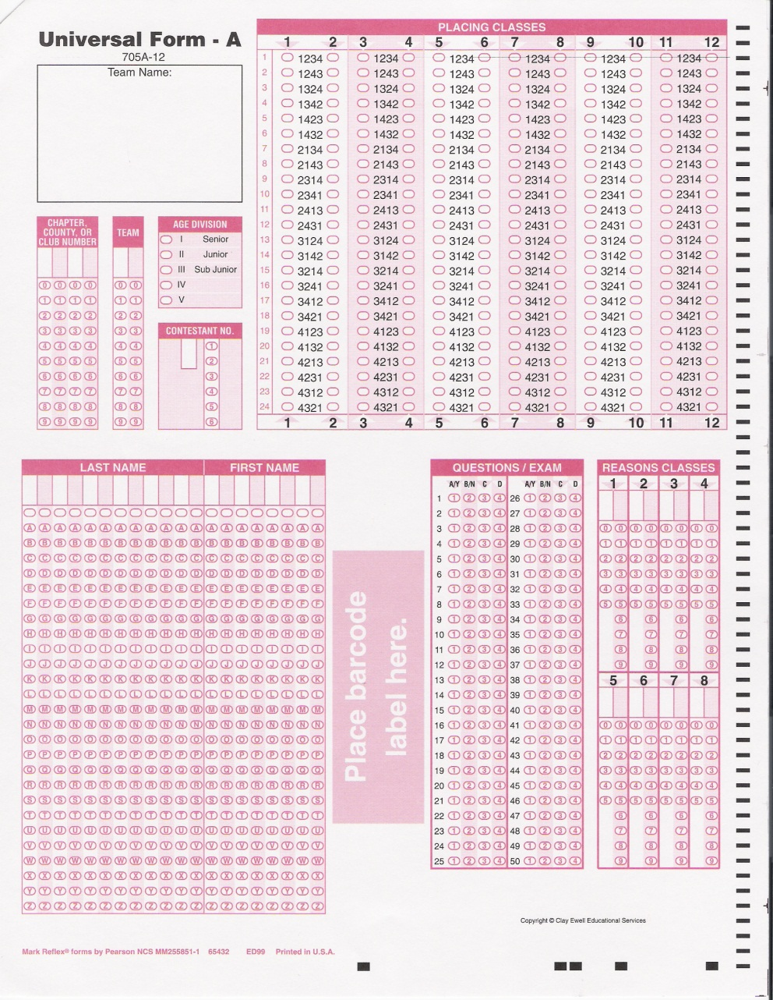 Universal Form - A
705A-12
Team Name:
PLACING CLASSES
1 2 3 4 5 6 7 8 9 10 11 12
1 1234 1234 1234 1234 1234 1234
2 1243 1243 1243 1243 1243 1243
3 1324 1324 1324 1324 1324 1324
4 1342 1342 1342 1342 1342 1342
5 1423 1423 1423 1423 1423 1423
6 1432 1432 1432 1432 1432 1432
7 2134 2134 2134 2134 2134 2134
8 2143 2143 2143 2143 2143 2143
9 2314 2314 2314 2314 2314 2314
10 2341 2341 2341 2341 2341 2341
11 2413 2413 2413 2413 2413 2413
12 2431 2431 2431 2431 2431 2431
13 3124 3124 3124 3124 3124 3124
14 3142 3142 3142 3142 3142 3142
15 3214 3214 3214 3214 3214 3214
16 3241 3241 3241 3241 3241 3241
17 3412 3412 3412 3412 3412 3412
18 3421 3421 3421 3421 3421 3421
19 4123 4123 4123 4123 4123 4123
20 4132 4132 4132 4132 4132 4132
21 4213 4213 4213 4213 4213 4213
22 4231 4231 4231 4231 4231 4231
23 4312 4312 4312 4312 4312 4312
24 4321 4321 4321 4321 4321 4321
1 2 3 4 5 6 7 8 9 10 11 12
CHAPTER,
COUNTY, OR
CLUB NUMBER
0 0 0 0
1 1 1 1
2 2 2 2
3 3 3 3
4 4 4 4
5 5 5 5
6 6 6 6
7 7 7 7
8 8 8 8
9 9 9 9
TEAM
0 0
1 1
2 2
3 3
4 4
5 5
6 6
7 7
8 8
9 9
AGE DIVISION
I Senior
II Junior
III Sub Junior
IV
V
CONTESTANT NO.
1
2
3
4
5
6
LAST NAME FIRST NAME
A A A A A A A A A A A A A A A A A A A A
B B B B B B B B B B B B B B B B B B B B
C C C C C C C C C C C C C C C C C C C C
D D D D D D D D D D D D D D D D D D D D
E E E E E E E E E E E E E E E E E E E E
F F F F F F F F F F F F F F F F F F F F
G G G G G G G G G G G G G G G G G G G G
H H H H H H H H H H H H H H H H H H H H
I I I I I I I I I I I I I I I I I I I I
J J J J J J J J J J J J J J J J J J J J
K K K K K K K K K K K K K K K K K K K K
L L L L L L L L L L L L L L L L L L L L
M M M M M M M M M M M M M M M M M M M M
N N N N N N N N N N N N N N N N N N N N
O O O O O O O O O O O O O O O O O O O O
P P P P P P P P P P P P P P P P P P P P
Q Q Q Q Q Q Q Q Q Q Q Q Q Q Q Q Q Q Q Q
R R R R R R R R R R R R R R R R R R R R
S S S S S S S S S S S S S S S S S S S S
T T T T T T T T T T T T T T T T T T T T
U U U U U U U U U U U U U U U U U U U U
V V V V V V V V V V V V V V V V V V V V
W W W W W W W W W W W W W W W W W W W W
X X X X X X X X X X X X X X X X X X X X
Y Y Y Y Y Y Y Y Y Y Y Y Y Y Y Y Y Y Y Y
Z Z Z Z Z Z Z Z Z Z Z Z Z Z Z Z Z Z Z Z
Place barcode
label here.
QUESTIONS / EXAM
A/Y B/N C D A/Y B/N C D
1 1 2 3 4 26 1 2 3 4
2 1 2 3 4 27 1 2 3 4
3 1 2 3 4 28 1 2 3 4
4 1 2 3 4 29 1 2 3 4
5 1 2 3 4 30 1 2 3 4
6 1 2 3 4 31 1 2 3 4
7 1 2 3 4 32 1 2 3 4
8 1 2 3 4 33 1 2 3 4
9 1 2 3 4 34 1 2 3 4
10 1 2 3 4 35 1 2 3 4
11 1 2 3 4 36 1 2 3 4
12 1 2 3 4 37 1 2 3 4
13 1 2 3 4 38 1 2 3 4
14 1 2 3 4 39 1 2 3 4
15 1 2 3 4 40 1 2 3 4
16 1 2 3 4 41 1 2 3 4
17 1 2 3 4 42 1 2 3 4
18 1 2 3 4 43 1 2 3 4
19 1 2 3 4 44 1 2 3 4
20 1 2 3 4 45 1 2 3 4
21 1 2 3 4 46 1 2 3 4
22 1 2 3 4 47 1 2 3 4
23 1 2 3 4 48 1 2 3 4
24 1 2 3 4 49 1 2 3 4
25 1 2 3 4 50 1 2 3 4
REASONS CLASSES
1 2 3 4
0 0 0 0 0 0 0 0
1 1 1 1 1 1 1 1
2 2 2 2 2 2 2 2
3 3 3 3 3 3 3 3
4 4 4 4 4 4 4 4
5 5 5 5 5 5 5 5
6 6 6 6
7 7 7 7
8 8 8 8
9 9 9 9
5 6 7 8
0 0 0 0 0 0 0 0
1 1 1 1 1 1 1 1
2 2 2 2 2 2 2 2
3 3 3 3 3 3 3 3
4 4 4 4 4 4 4 4
5 5 5 5 5 5 5 5
6 6 6 6
7 7 7 7
8 8 8 8
9 9 9 9
Copyright © Clay Ewell Educational Services
Mark Reflex® forms by Pearson NCS MM255851-1 65432 ED99 Printed in U.S.A.